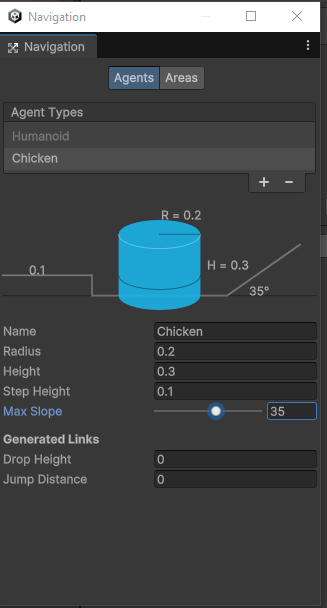 Navigation
Navigation
Agents Areas
Agent Types
Humanoid
Chicken
+ −
R = 0.2
0.1
H = 0.3
35°
Name Chicken
Radius 0.2
Height 0.3
Step Height 0.1
Max Slope 35
Generated Links
Drop Height 0
Jump Distance 0